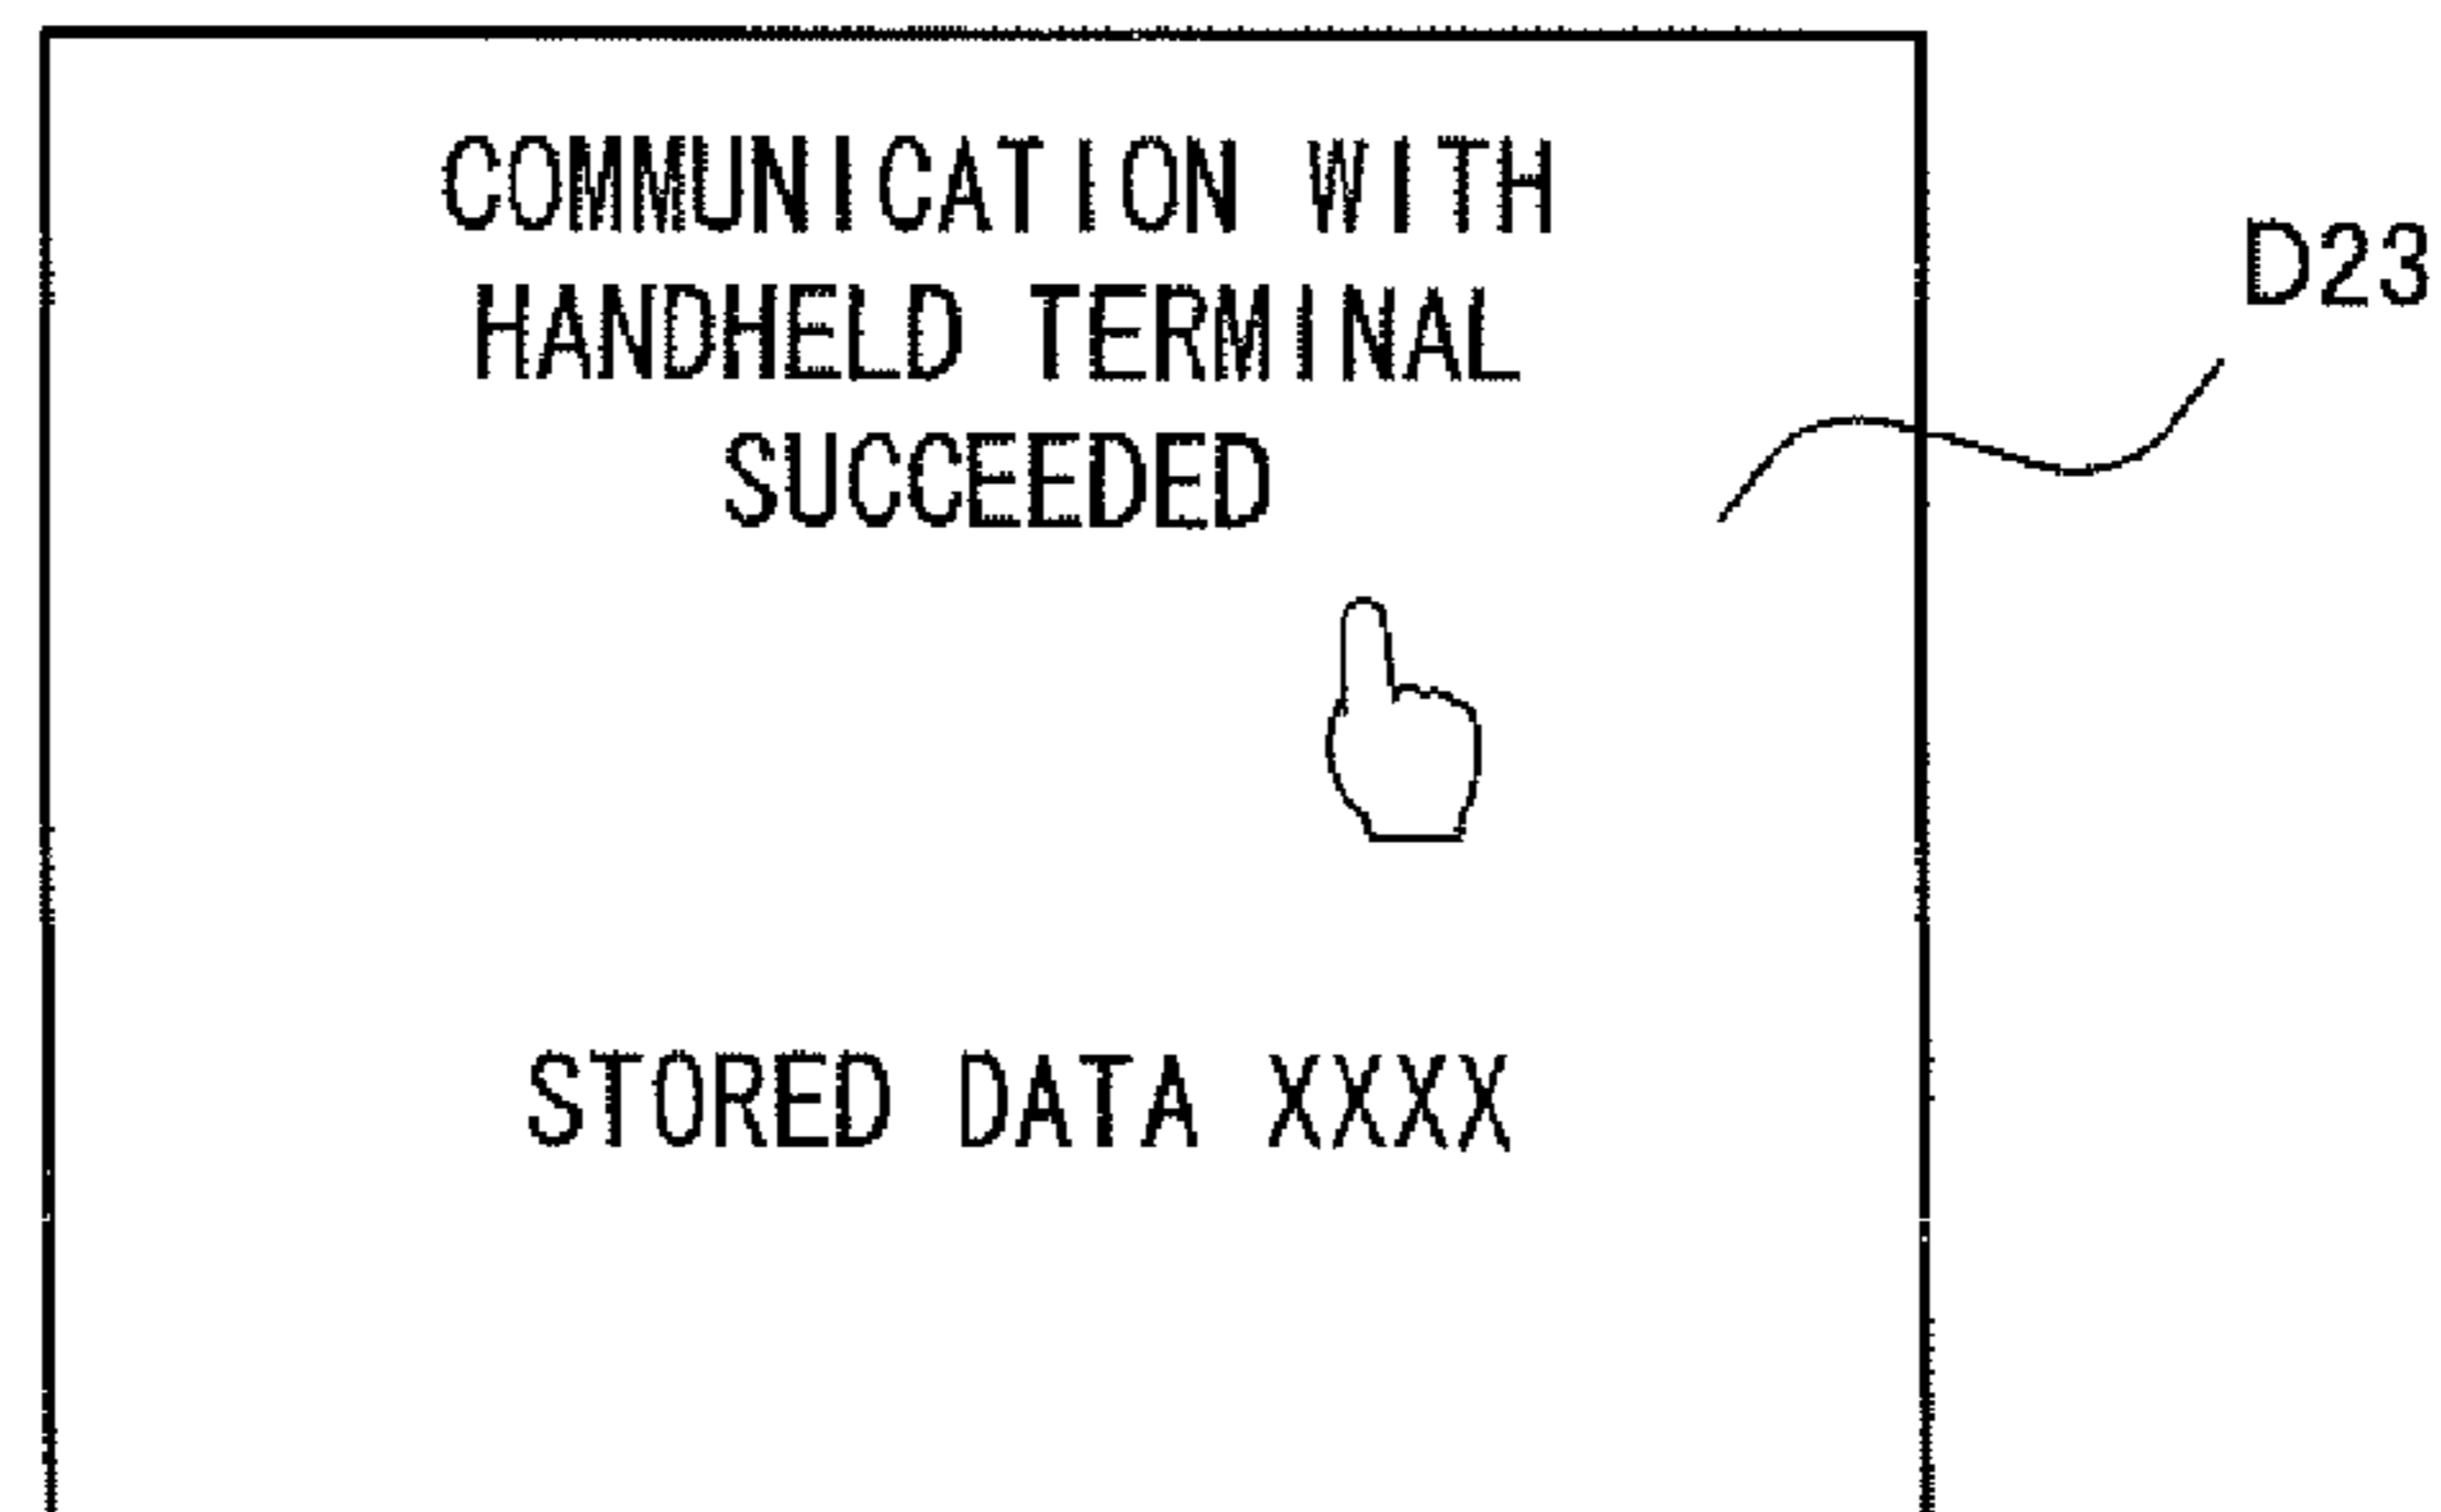 COMMUNICATION WITH
HANDHELD TERMINAL
SUCCEEDED
D23
STORED DATA XXXX